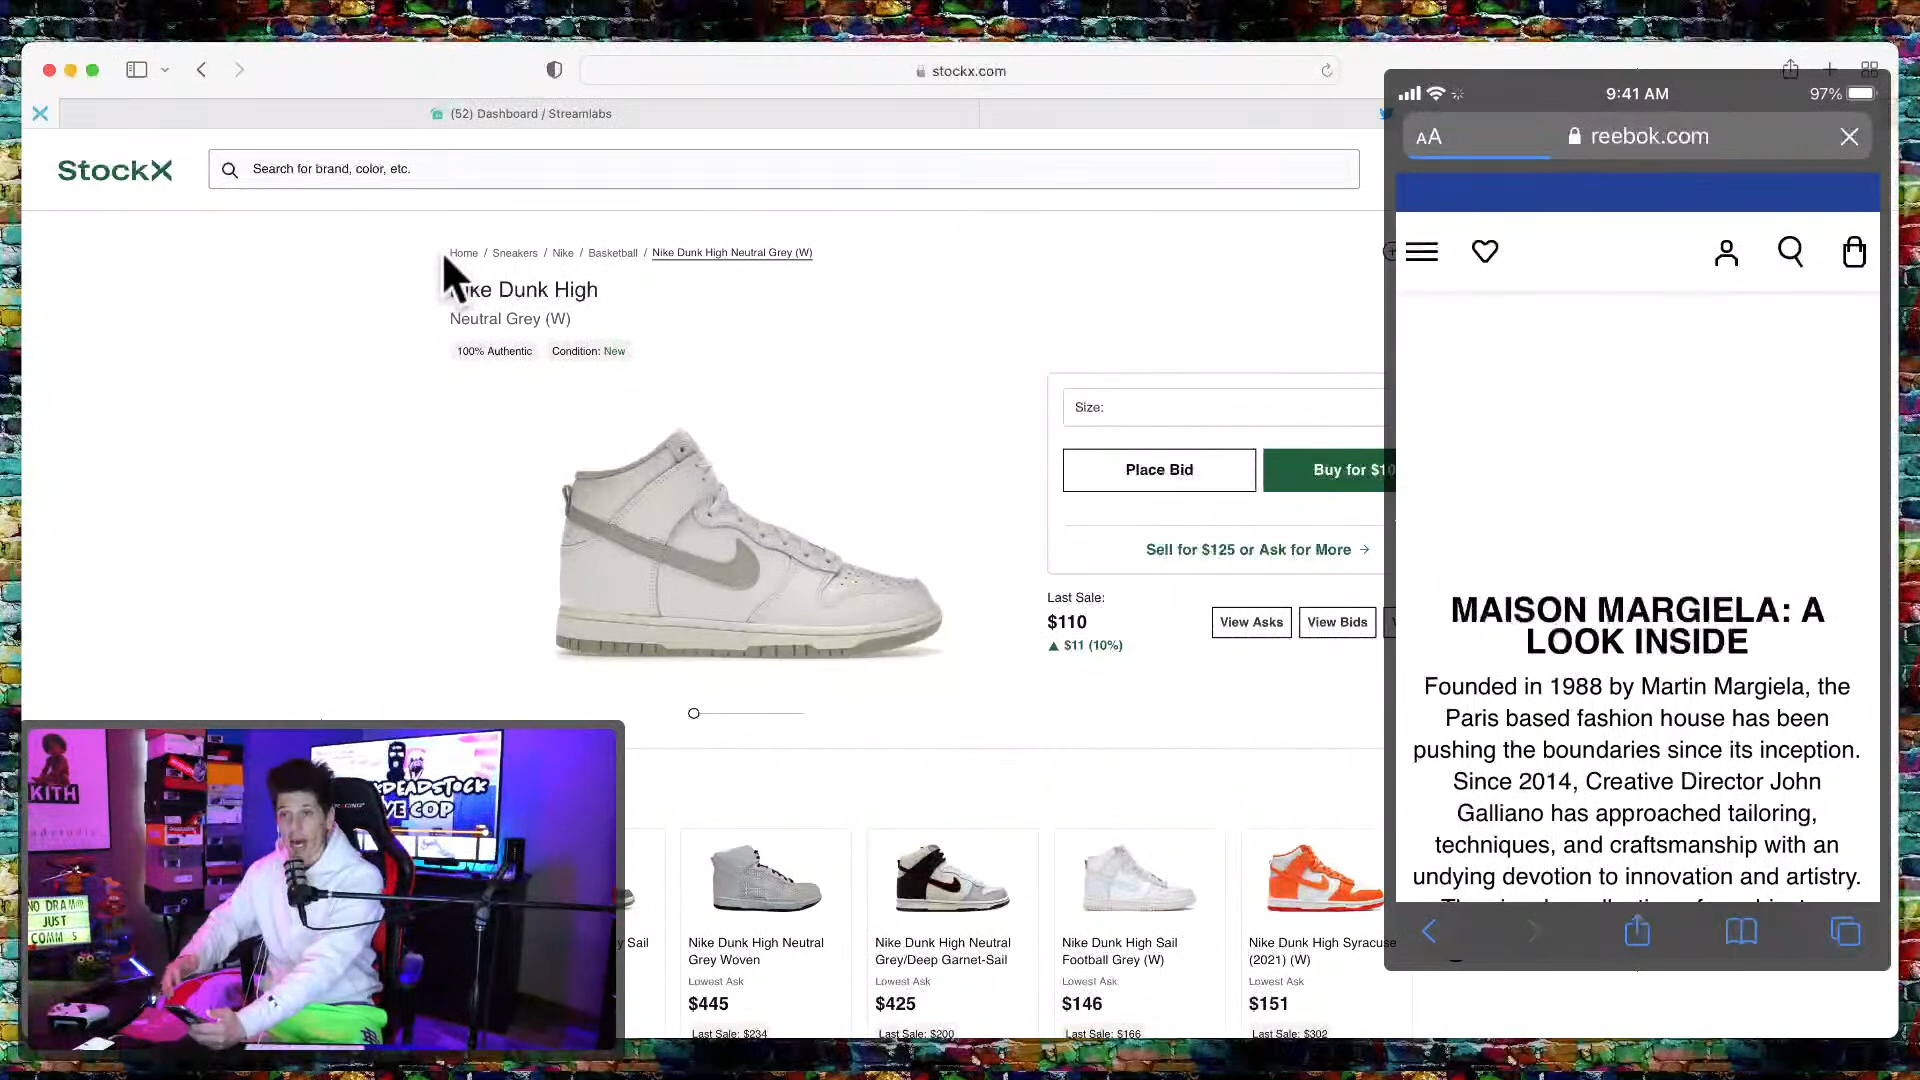 stockx.com
(52) Dashboard / Streamlabs
StockX
Search for brand, color, etc.
Home / Sneakers / Nike / Basketball / Nike Dunk High Neutral Grey (W)
Dunk High
Neutral Grey (W)
100% Authentic
Condition: New
Size:
Place Bid
Buy for $10
Sell for $125 or Ask for More →
Last Sale:
$110
▲ $11 (10%)
View Asks
View Bids
Sail
Nike Dunk High Neutral
Grey Woven
Lowest Ask
$445
Last Sale: $234
Nike Dunk High Neutral
Grey/Deep Garnet-Sail
Lowest Ask
$425
Last Sale: $200
Nike Dunk High Sail
Football Grey (W)
Lowest Ask
$146
Last Sale: $166
Nike Dunk High Syracuse
(2021) (W)
Lowest Ask
$151
Last Sale: $302
9:41 AM
97%
AA
reebok.com
MAISON MARGIELA: A
LOOK INSIDE
Founded in 1988 by Martin Margiela, the
Paris based fashion house has been
pushing the boundaries since its inception.
Since 2014, Creative Director John
Galliano has approached tailoring,
techniques, and craftsmanship with an
undying devotion to innovation and artistry.
KITH
DEADSTOCK
COP
NO DRAMA
JUST